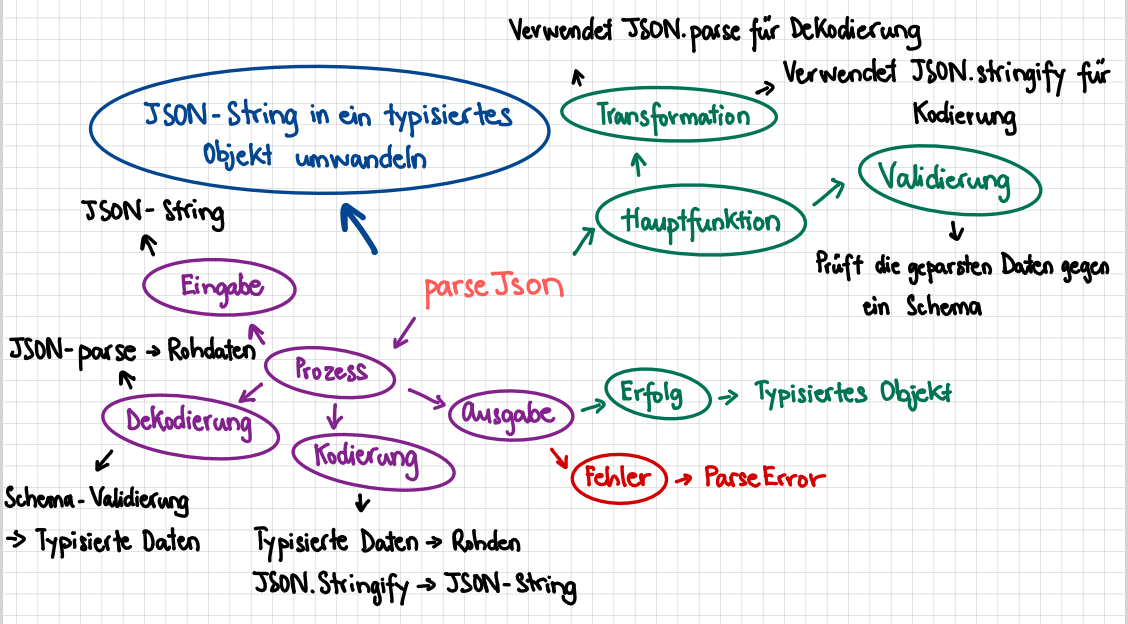 Verwendet JSON.parse für Dekodierung
Verwendet JSON.stringify für
Kodierung
Transformation
JSON-String in ein typisiertes
Objekt umwandeln
Validierung
Hauptfunktion
JSON-String
Prüft die geparsten Daten gegen
ein Schema
Eingabe
parseJson
JSON-parse → Rohdaten
Prozess
Erfolg → Typisiertes Objekt
Ausgabe
Dekodierung
Kodierung
Fehler → ParseError
Schema-Validierung
→ Typisierte Daten
Typisierte Daten → Rohden
JSON.Stringify → JSON-String